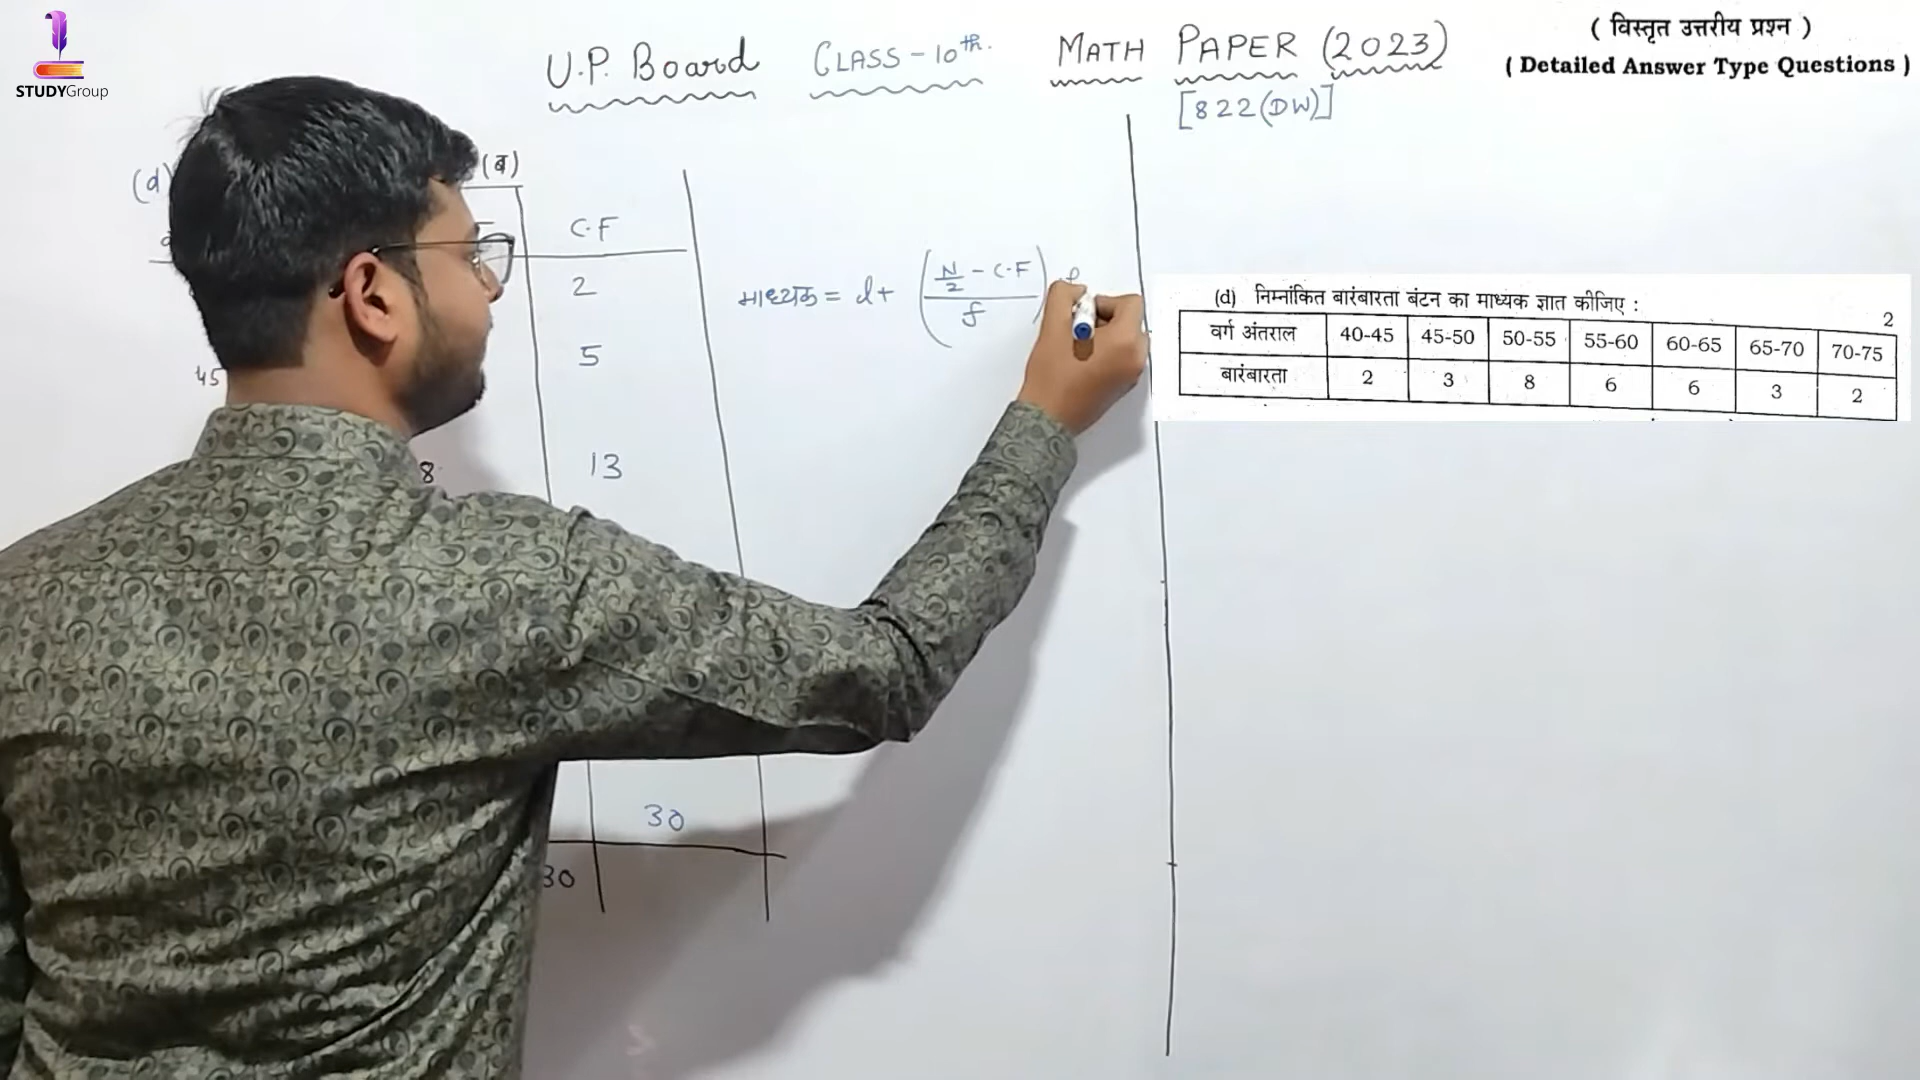 STUDYGroup
U.P. Board CLASS-10th. MATH PAPER (2023)
[822(DW)]
( विस्तृत उत्तरीय प्रश्न )
( Detailed Answer Type Questions )
(d) (ब)
C.F
2
5
45
8 13
30
30
माध्यक = l + ( N/2 - C.F / f )
(d) निम्नांकित बारंबारता बंटन का माध्यक ज्ञात कीजिए : 2
वर्ग अंतराल 40-45 45-50 50-55 55-60 60-65 65-70 70-75
बारंबारता 2 3 8 6 6 3 2